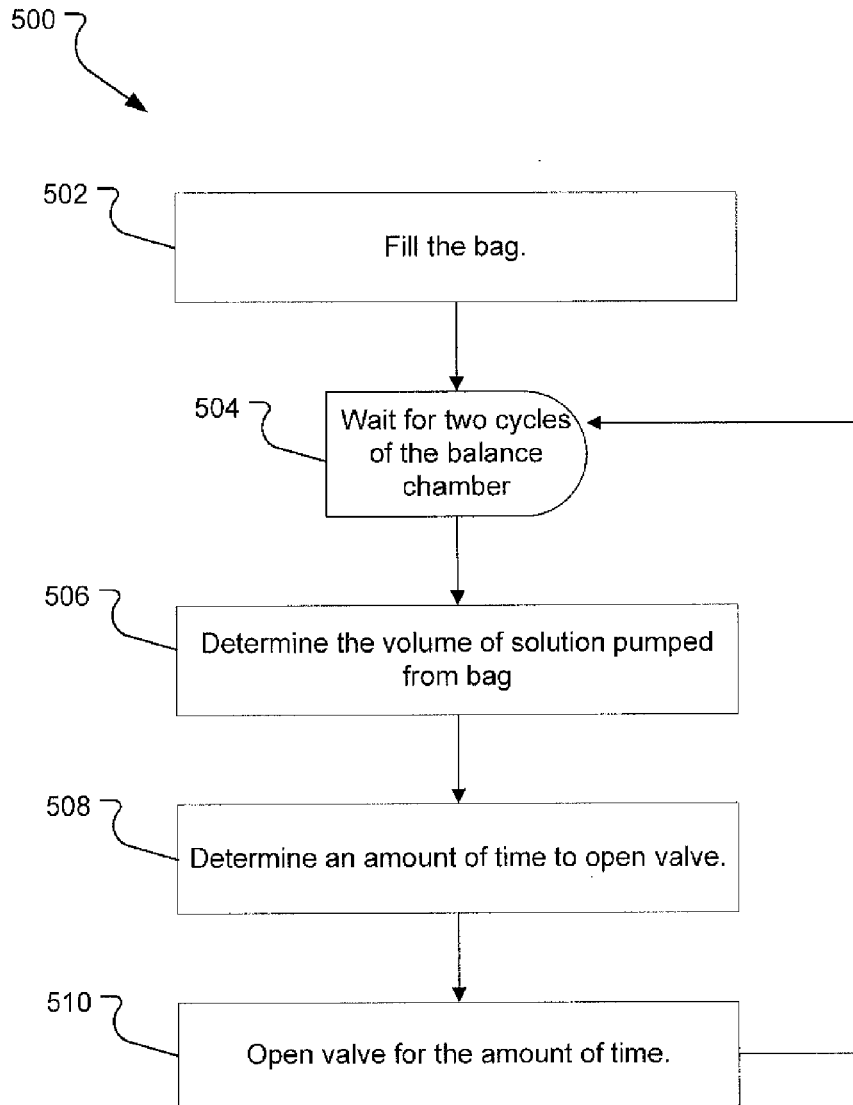 500
502
Fill the bag.
504
Wait for two cycles
of the balance
chamber
506
Determine the volume of solution pumped
from bag
508
Determine an amount of time to open valve.
510
Open valve for the amount of time.